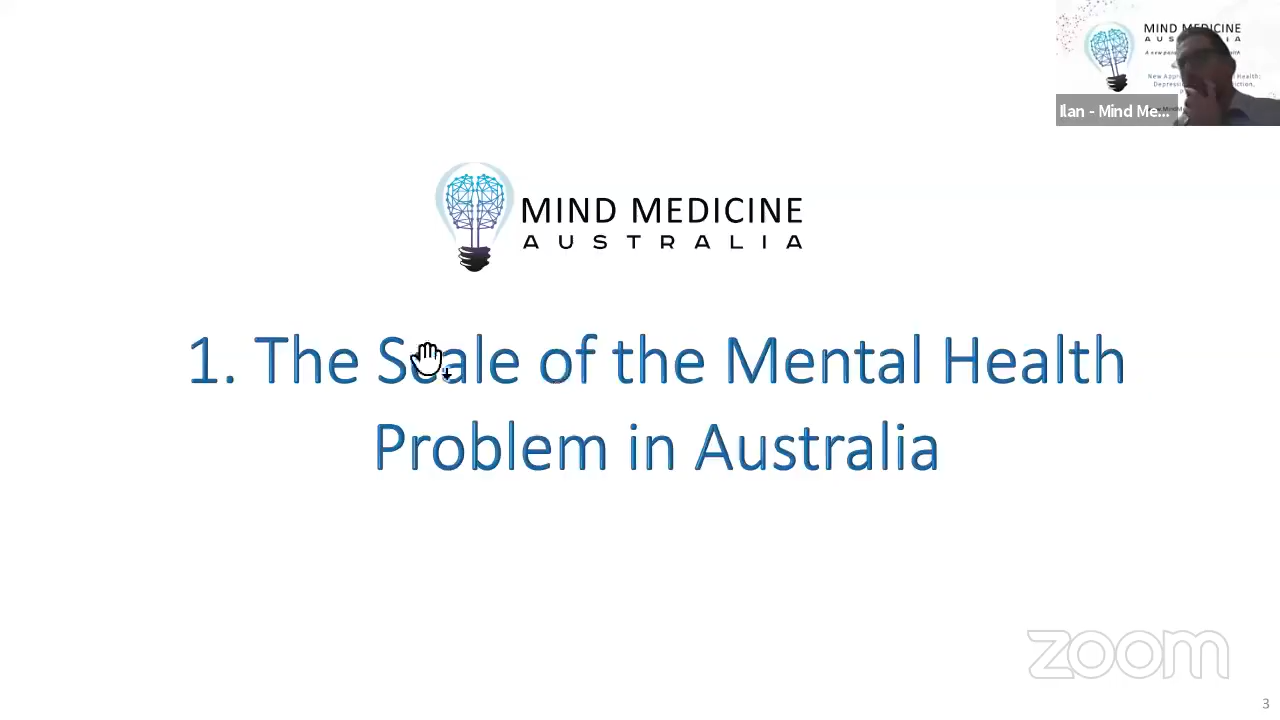 MIND MEDICINE
AUSTRALIA
Ilan - Mind Me...
MIND MEDICINE
AUSTRALIA
1. The Scale of the Mental Health
Problem in Australia
zoom
3